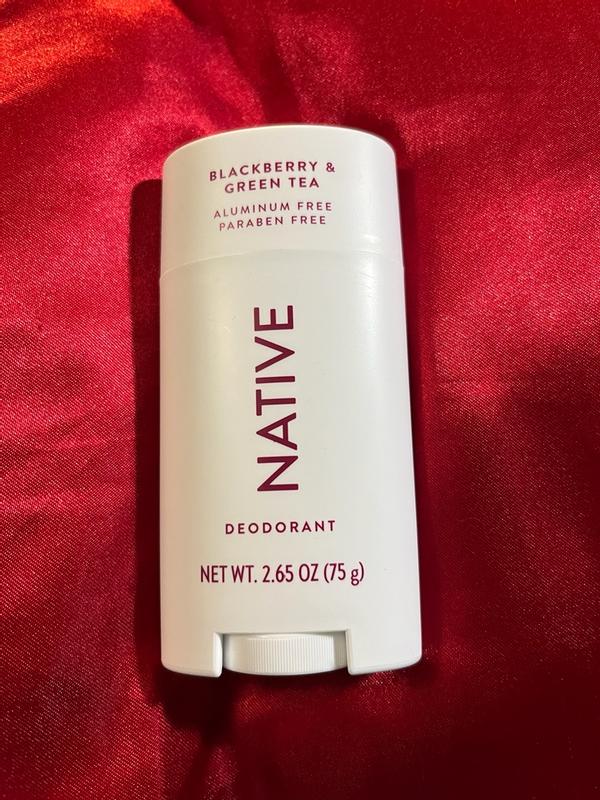 BLACKBERRY &
GREEN TEA
ALUMINUM FREE
PARABEN FREE
NATIVE
DEODORANT
NET WT. 2.65 OZ (75 g)